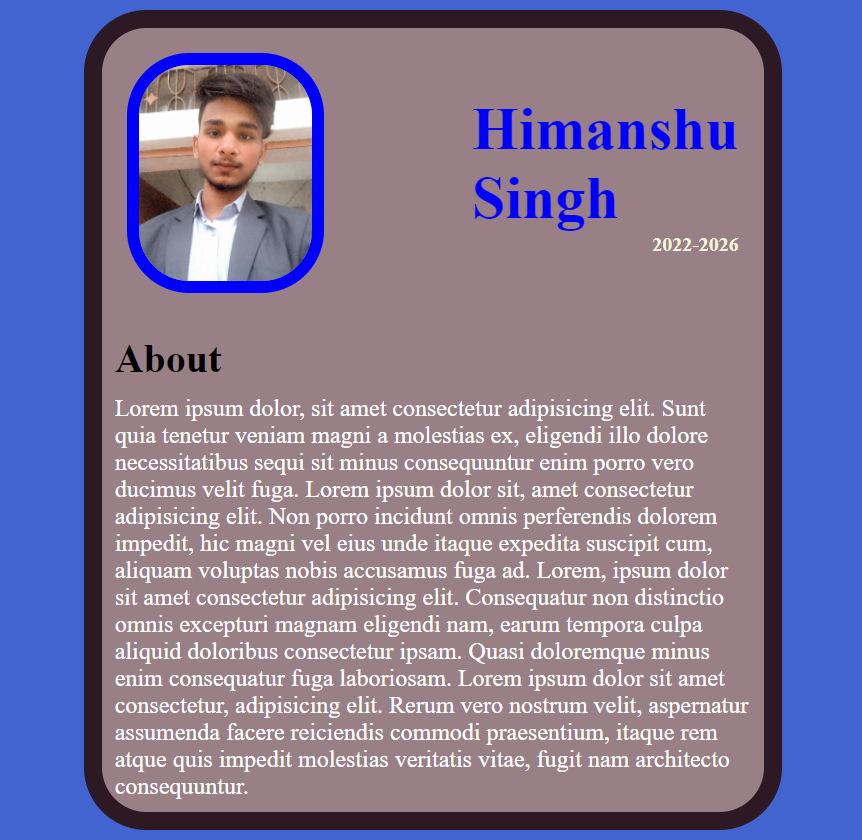 Himanshu
Singh
2022-2026
About
Lorem ipsum dolor, sit amet consectetur adipisicing elit. Sunt
quia tenetur veniam magni a molestias ex, eligendi illo dolore
necessitatibus sequi sit minus consequuntur enim porro vero
ducimus velit fuga. Lorem ipsum dolor sit, amet consectetur
adipisicing elit. Non porro incidunt omnis perferendis dolorem
impedit, hic magni vel eius unde itaque expedita suscipit cum,
aliquam voluptas nobis accusamus fuga ad. Lorem, ipsum dolor
sit amet consectetur adipisicing elit. Consequatur non distinctio
omnis excepturi magnam eligendi nam, earum tempora culpa
aliquid doloribus consectetur ipsam. Quasi doloremque minus
enim consequatur fuga laboriosam. Lorem ipsum dolor sit amet
consectetur, adipisicing elit. Rerum vero nostrum velit, aspernatur
assumenda facere reiciendis commodi praesentium, itaque rem
atque quis impedit molestias veritatis vitae, fugit nam architecto
consequuntur.